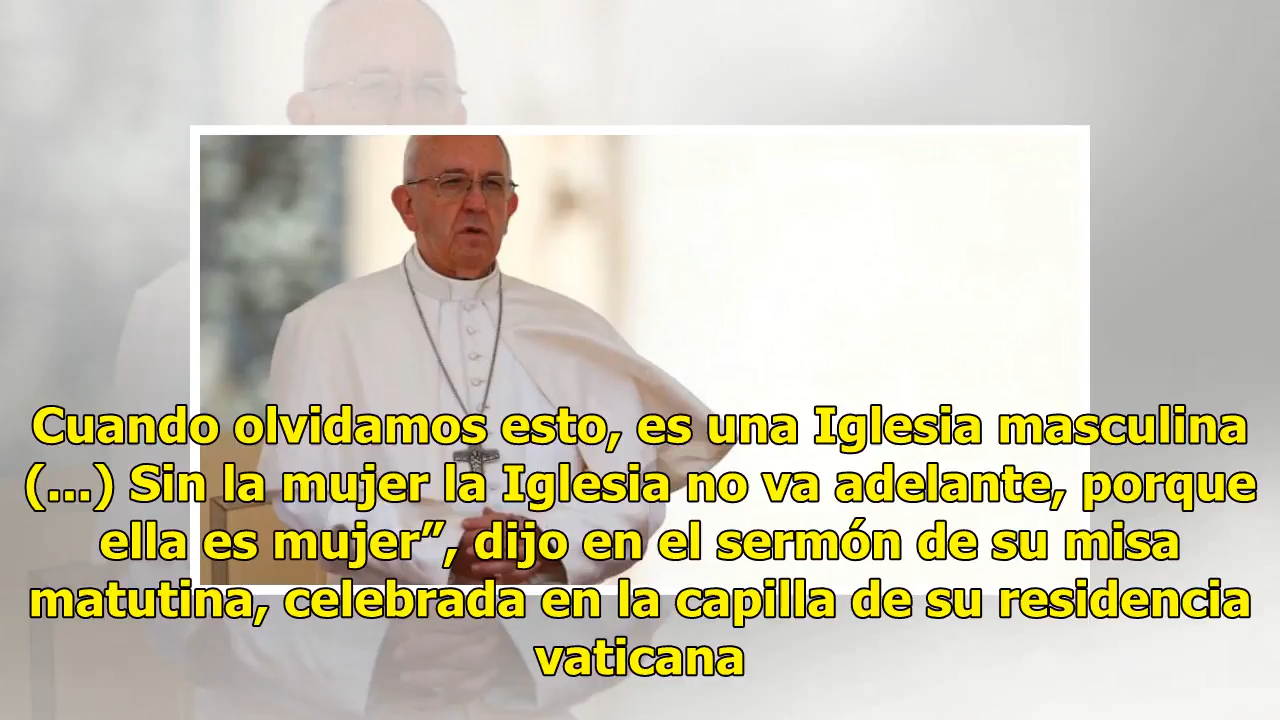 Cuando olvidamos esto, es una Iglesia masculina
(...) Sin la mujer la Iglesia no va adelante, porque
ella es mujer”, dijo en el sermón de su misa
matutina, celebrada en la capilla de su residencia
vaticana